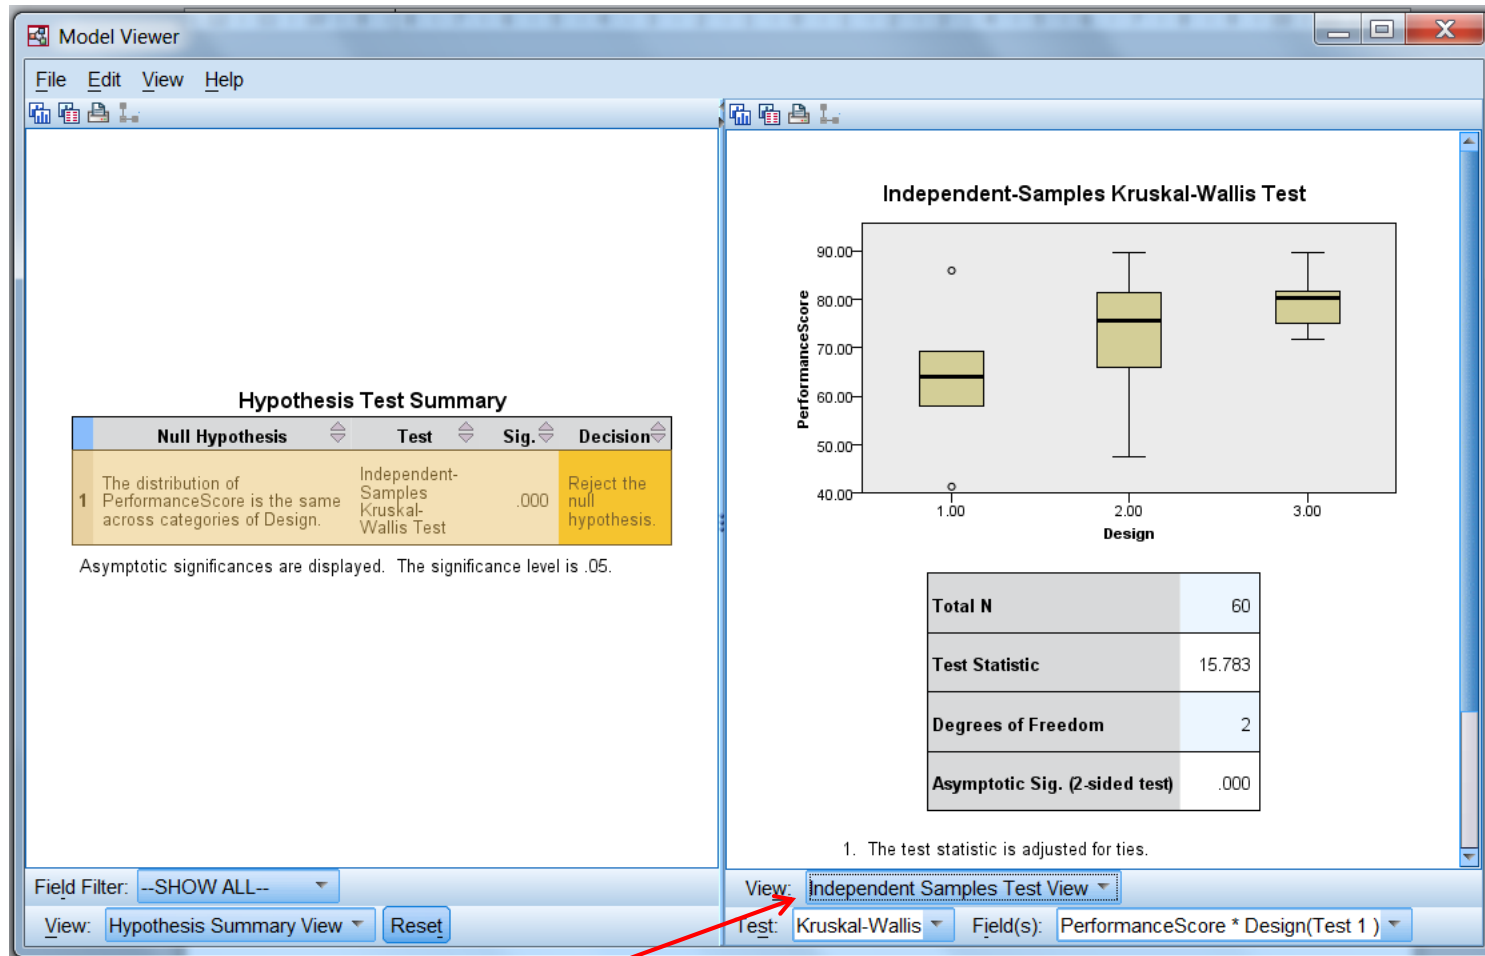 Model Viewer
File Edit View Help
Hypothesis Test Summary
Null Hypothesis Test Sig. Decision
1 The distribution of PerformanceScore is the same across categories of Design. Independent-Samples Kruskal-Wallis Test .000 Reject the null hypothesis.
Asymptotic significances are displayed. The significance level is .05.
Field Filter: --SHOW ALL--
View: Hypothesis Summary View Reset
Independent-Samples Kruskal-Wallis Test
PerformanceScore
90.00
80.00
70.00
60.00
50.00
40.00
1.00 2.00 3.00
Design
Total N 60
Test Statistic 15.783
Degrees of Freedom 2
Asymptotic Sig. (2-sided test) .000
1. The test statistic is adjusted for ties.
View: Independent Samples Test View
Test: Kruskal-Wallis Field(s): PerformanceScore * Design(Test 1 )